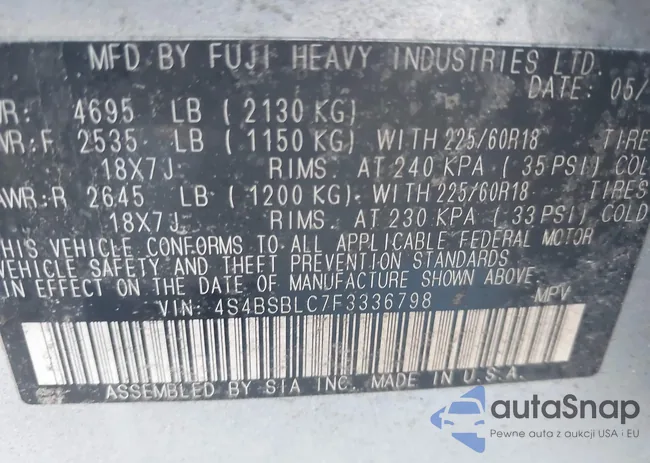 MFD BY FUJI HEAVY INDUSTRIES LTD.
DATE: 05/
WR: 4695 LB ( 2130 KG)
WR:F 2535 LB ( 1150 KG) WITH 225/60R18 TIRE
18X7J RIMS. AT 240 KPA ( 35 PSI) COL
AWR:R 2645 LB ( 1200 KG) WITH 225/60R18 TIRES
18X7J RIMS. AT 230 KPA ( 33 PSI) COLD
THIS VEHICLE CONFORMS TO ALL APPLICABLE FEDERAL MOTOR
VEHICLE SAFETY AND THEFT PREVENTION STANDARDS
IN EFFECT ON THE DATE OF MANUFACTURE SHOWN ABOVE.
VIN: 4S4BSBLC7F3336798 MPV
ASSEMBLED BY SIA INC. MADE IN U.S.A.
autaSnap
Pewne auta z aukcji USA i EU